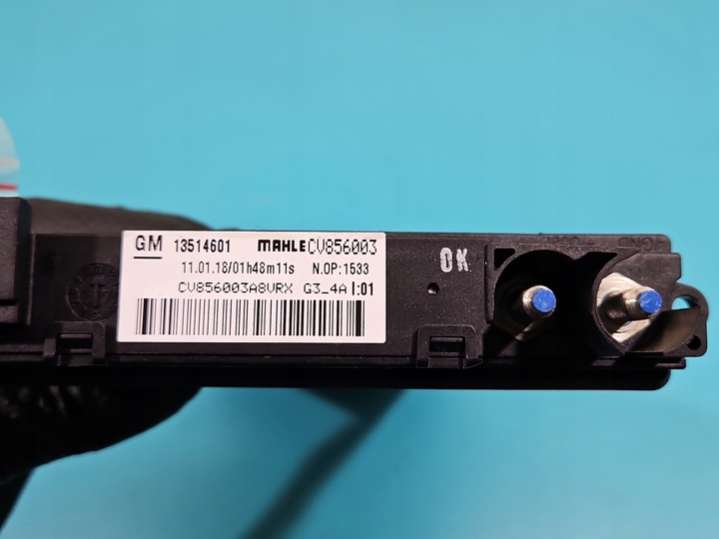 GM 13514601 MAHLE CV856003
11.01.18/01h48m11s N.OP:1533
CV856003A8VRX G3_4A I:01
OK